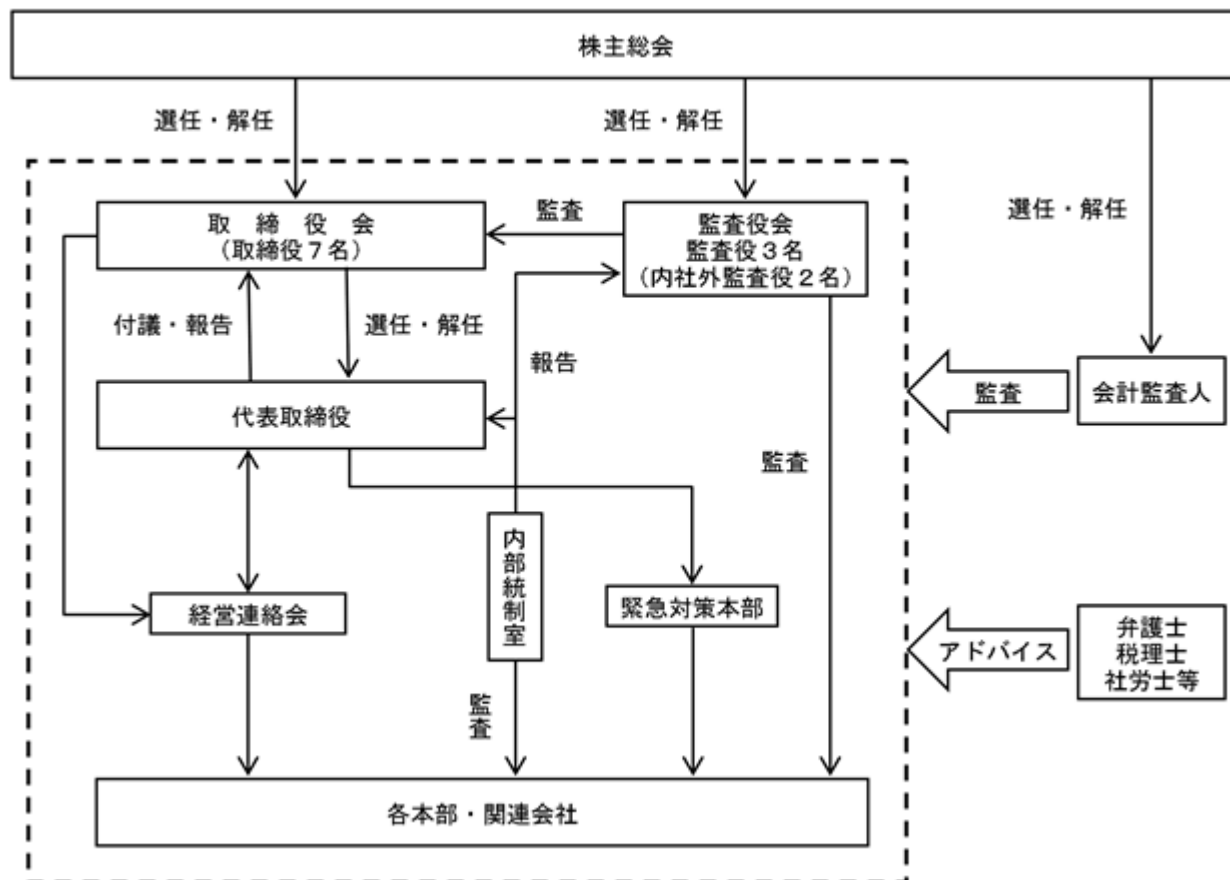 株主総会
選任・解任
選任・解任
選任・解任
取　締　役　会
（取締役７名）
監査
監査役会
監査役３名
（内社外監査役２名）
付議・報告
選任・解任
報告
代表取締役
監査
会計監査人
監査
内部統制室
経営連絡会
緊急対策本部
アドバイス
弁護士
税理士
社労士等
監査
各本部・関連会社